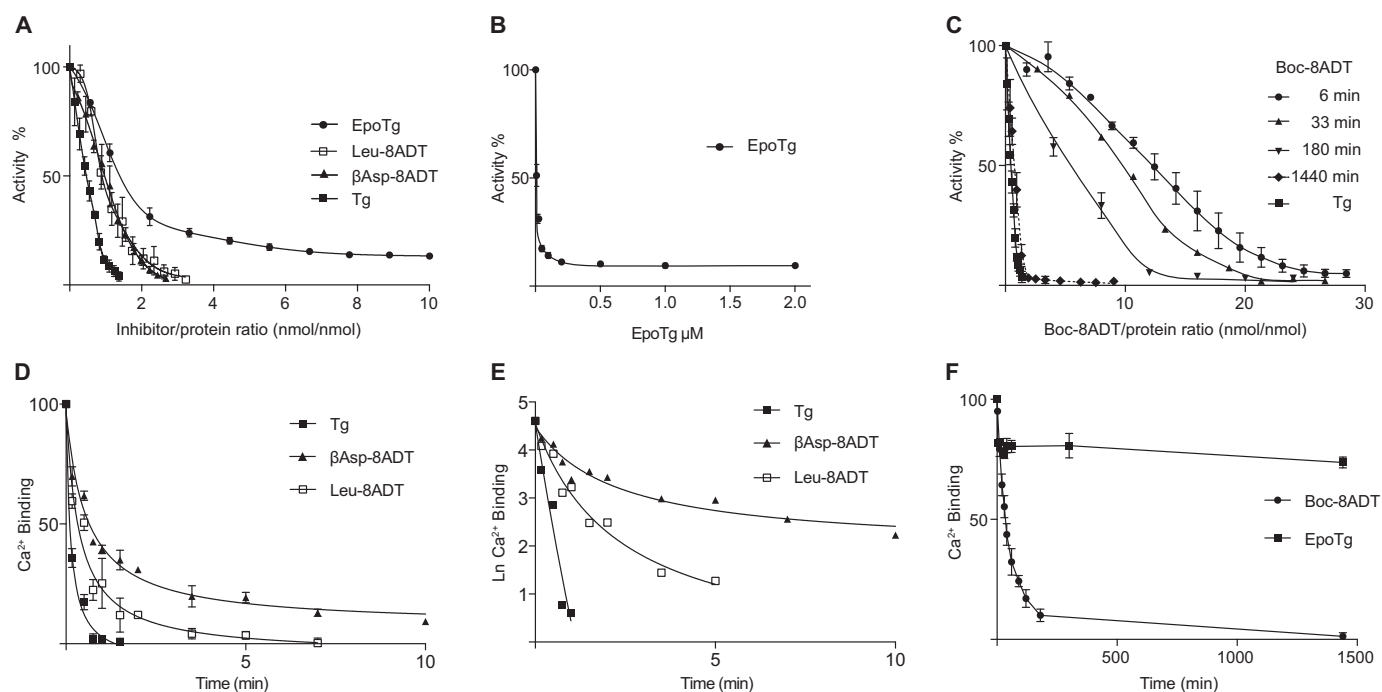 A
100
50
Activity %
0
2
4
6
8
10
Inhibitor/protein ratio (nmol/nmol)
EpoTg
Leu-8ADT
βAsp-8ADT
Tg
B
100
50
Activity %
0.5
1.0
1.5
2.0
EpoTg μM
EpoTg
C
100
50
Activity %
0
10
20
30
Boc-8ADT/protein ratio (nmol/nmol)
Boc-8ADT
6 min
33 min
180 min
1440 min
Tg
D
100
50
Ca²⁺ Binding
5
10
Time (min)
Tg
βAsp-8ADT
Leu-8ADT
E
5
4
3
2
1
0
Ln Ca²⁺ Binding
5
10
Time (min)
Tg
βAsp-8ADT
Leu-8ADT
F
100
50
Ca²⁺ Binding
500
1000
1500
Time (min)
Boc-8ADT
EpoTg